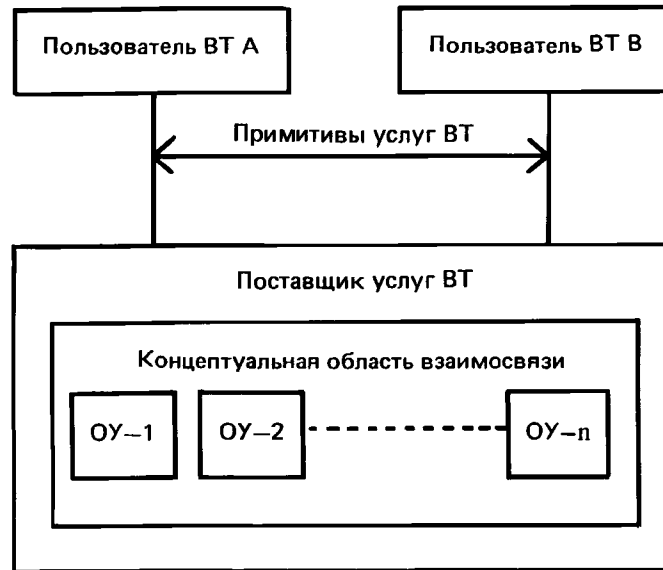 Пользователь ВТ А
Пользователь ВТ В
Примитивы услуг ВТ
Поставщик услуг ВТ
Концептуальная область взаимосвязи
ОУ—1
ОУ—2
ОУ—n